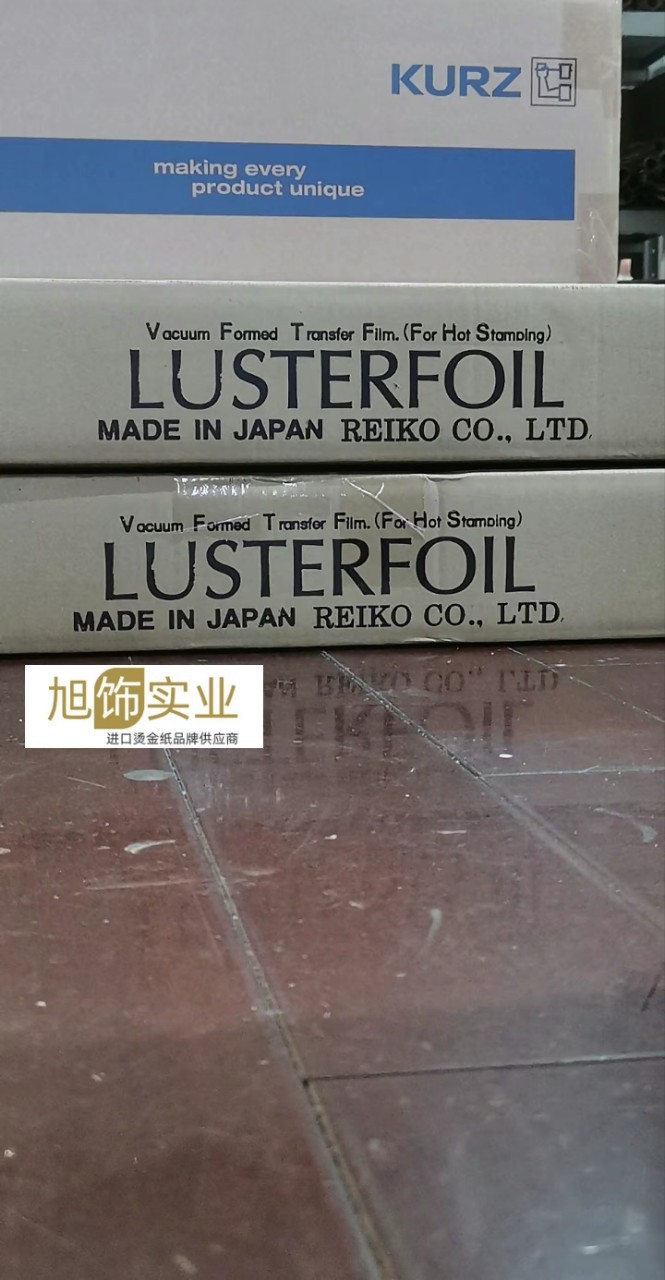 KURZ
making every
product unique
Vacuum Formed Transfer Film. (For Hot Stamping)
LUSTERFOIL
MADE IN JAPAN REIKO CO., LTD.
Vacuum Formed Transfer Film. (For Hot Stamping)
LUSTERFOIL
MADE IN JAPAN REIKO CO., LTD.
旭饰实业
进口烫金纸品牌供应商